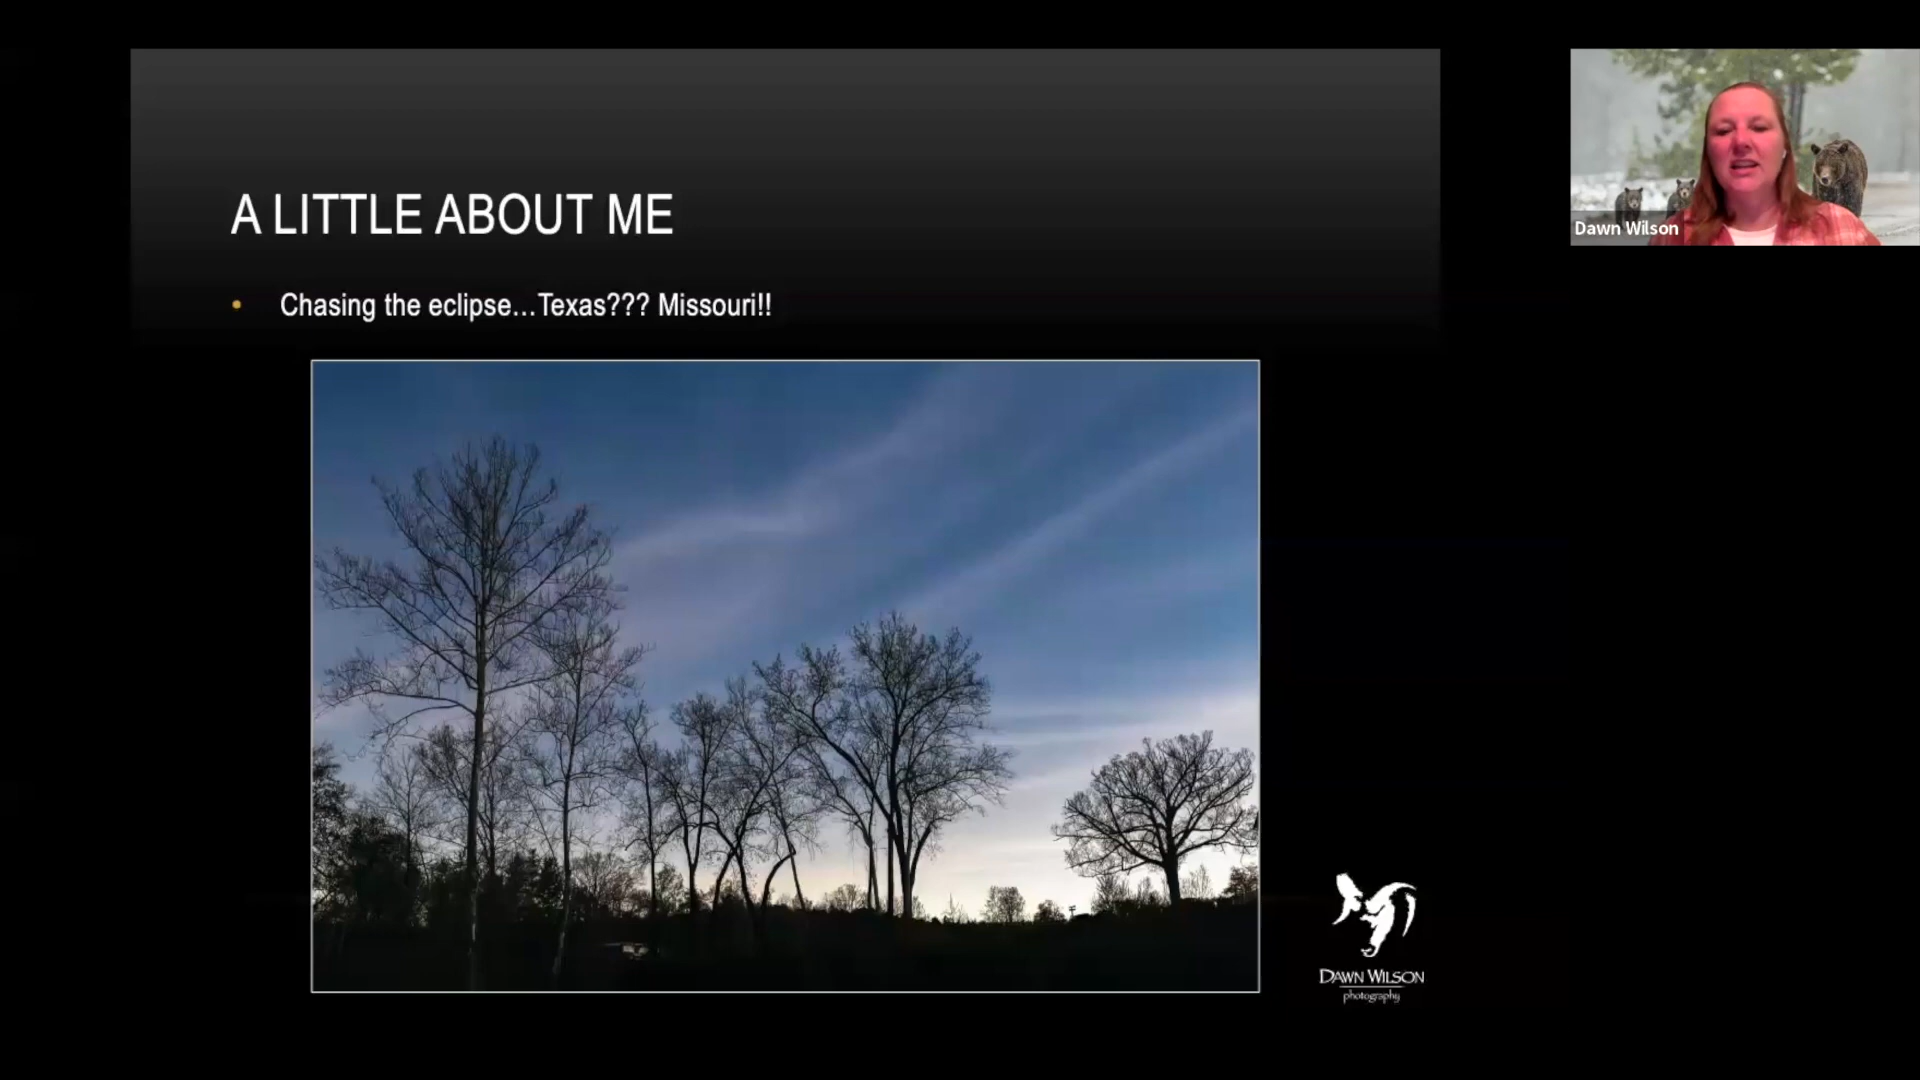 A LITTLE ABOUT ME
• Chasing the eclipse...Texas??? Missouri!!
Dawn Wilson
DAWN WILSON
photography